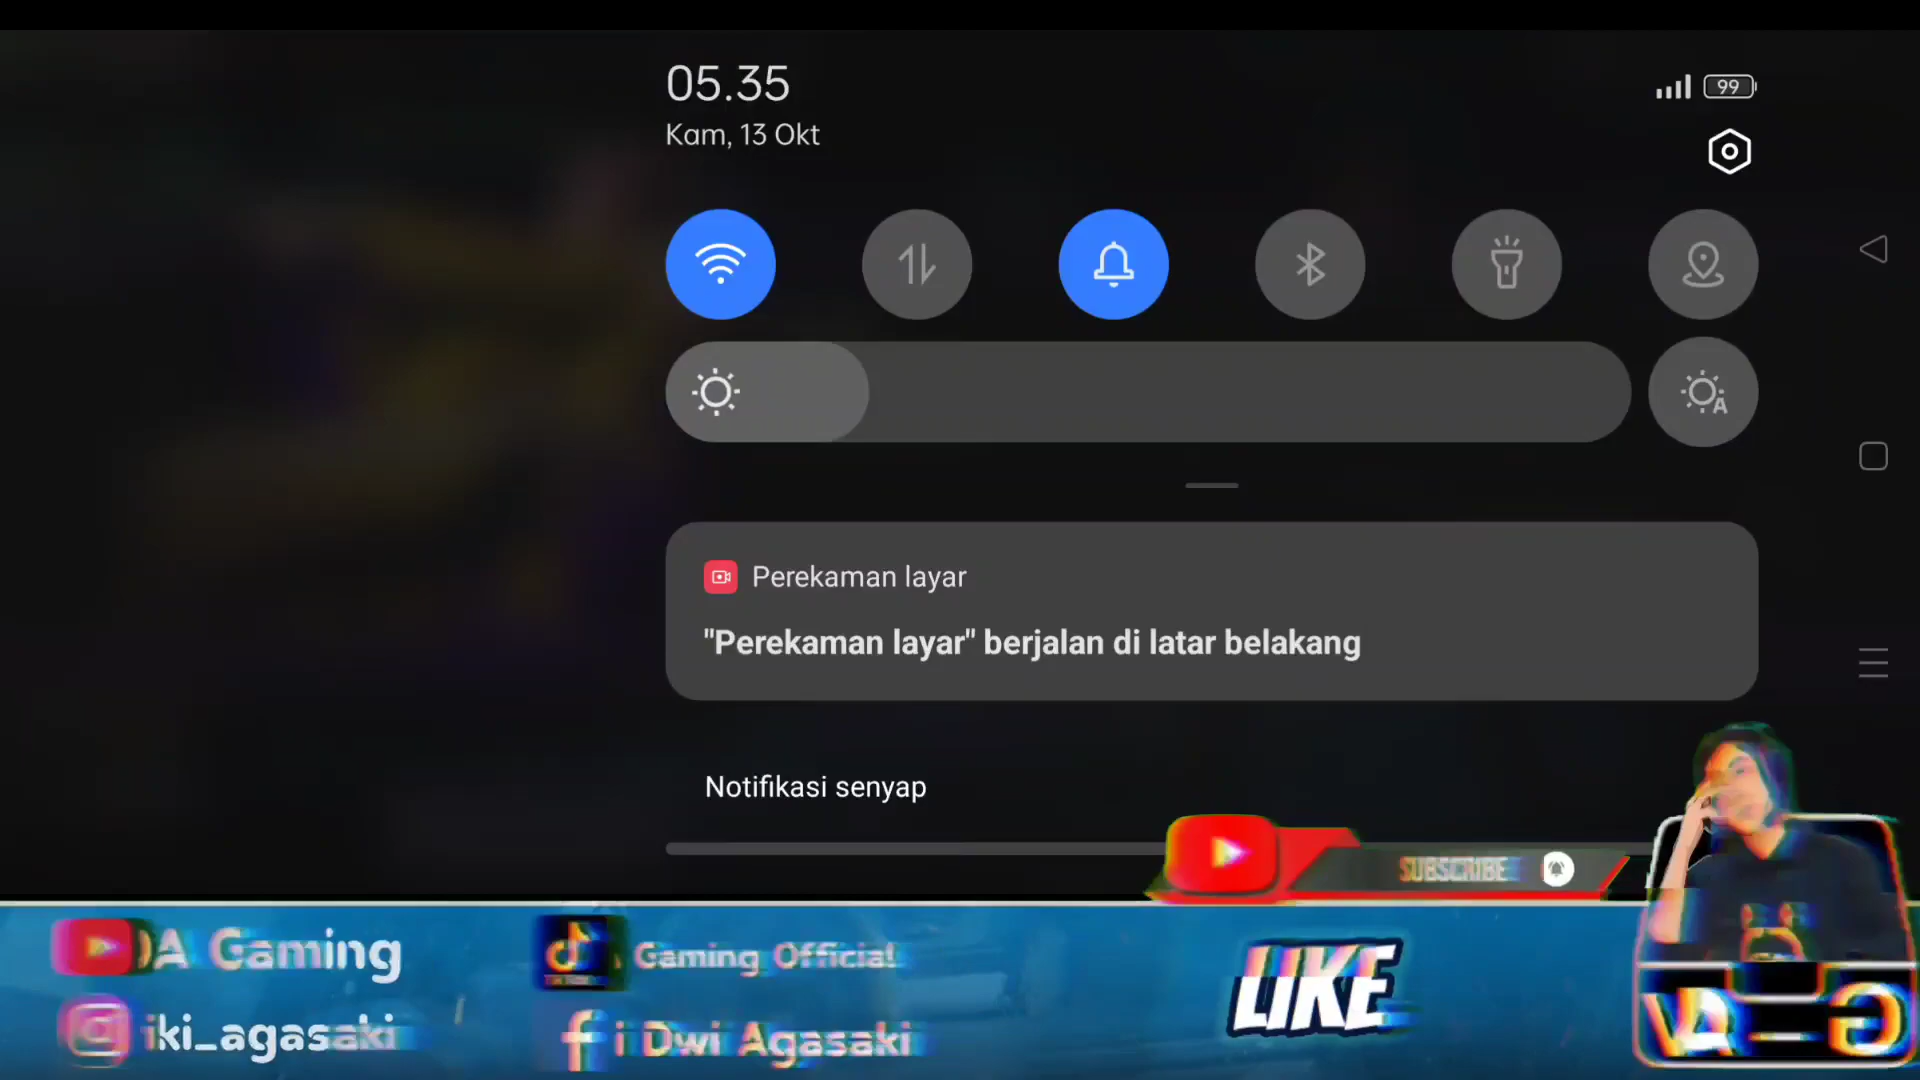 05.35
99
Kam, 13 Okt
A
Perekaman layar
"Perekaman layar" berjalan di latar belakang
Notifikasi senyap
SUBSCRIBE
A Gaming
Gaming Official
LIKE
iki_agasaki
i Dwi Agasaki